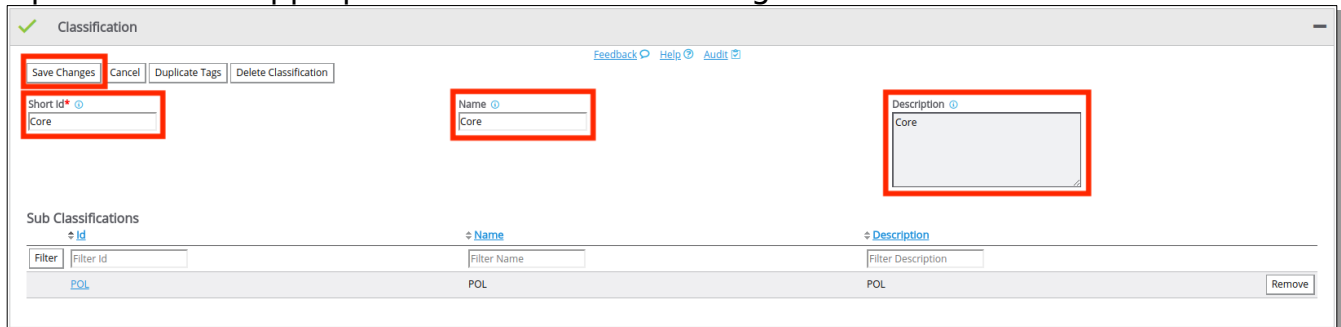 Classification
Feedback Help Audit
Save Changes Cancel Duplicate Tags Delete Classification
Short Id* Name Description
Core Core Core
Sub Classifications
Id Name Description
Filter Filter Id Filter Name Filter Description
POL POL POL Remove